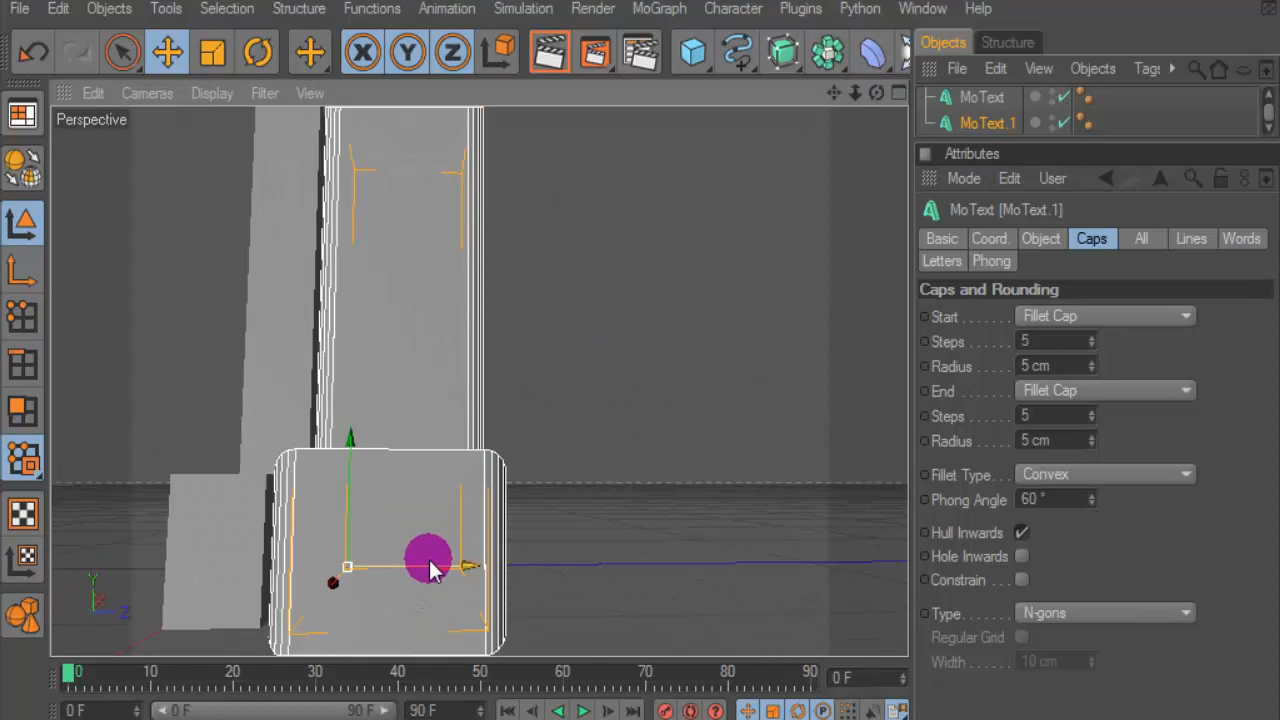 File Edit Objects Tools Selection Structure Functions Animation Simulation Render MoGraph Character Plugins Python Window Help
X Y Z
Objects Structure
File Edit View Objects Tags
Edit Cameras Display Filter View
MoText
MoText.1
Perspective
Attributes
Mode Edit User
MoText [MoText.1]
Basic Coord. Object Caps All Lines Words
Letters Phong
Caps and Rounding
Start . . . . . . . Fillet Cap
Steps . . . . . . 5
Radius . . . . . 5 cm
End . . . . . . . . Fillet Cap
Steps . . . . . . 5
Radius . . . . . 5 cm
Fillet Type . . . Convex
Phong Angle 60 °
Hull Inwards
Hole Inwards
Constrain . .
Type . . . . . . . N-gons
Regular Grid
Width . . . . . . 10 cm
Y
X
Z
0 10 20 30 40 50 60 70 80 90 0 F
0 F 0 F 90 F 90 F ? P